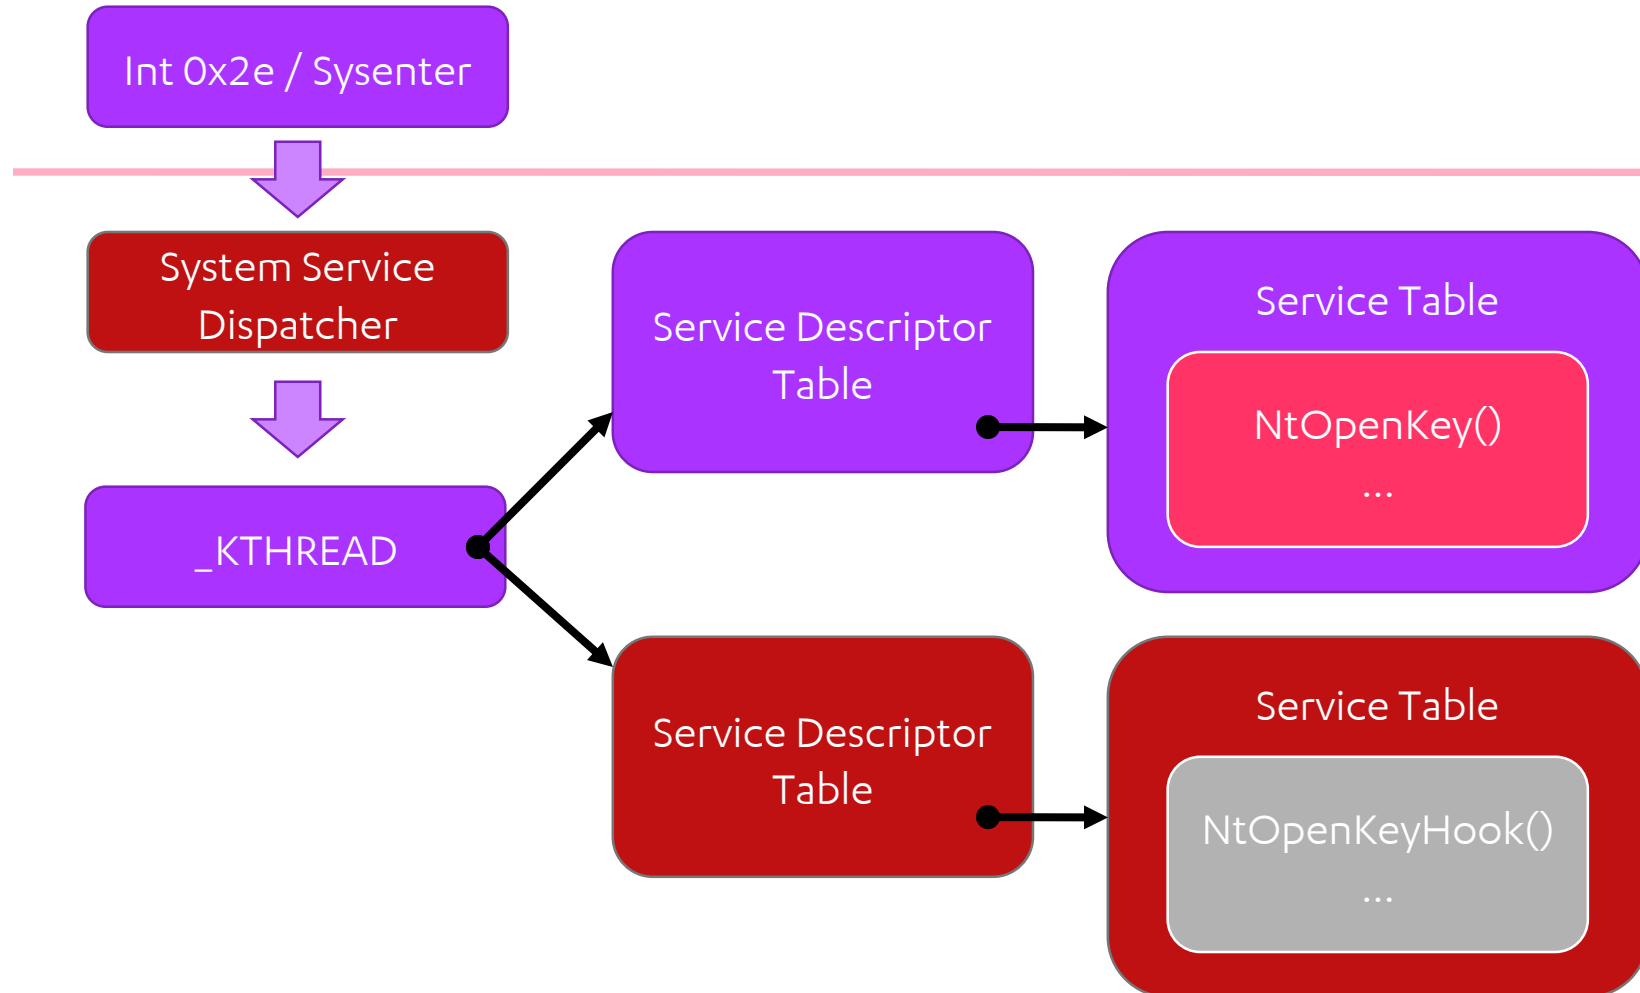 Int 0x2e / Sysenter
System Service
Dispatcher
_KTHREAD
Service Descriptor
Table
Service Table
NtOpenKey()
...
Service Descriptor
Table
Service Table
NtOpenKeyHook()
...